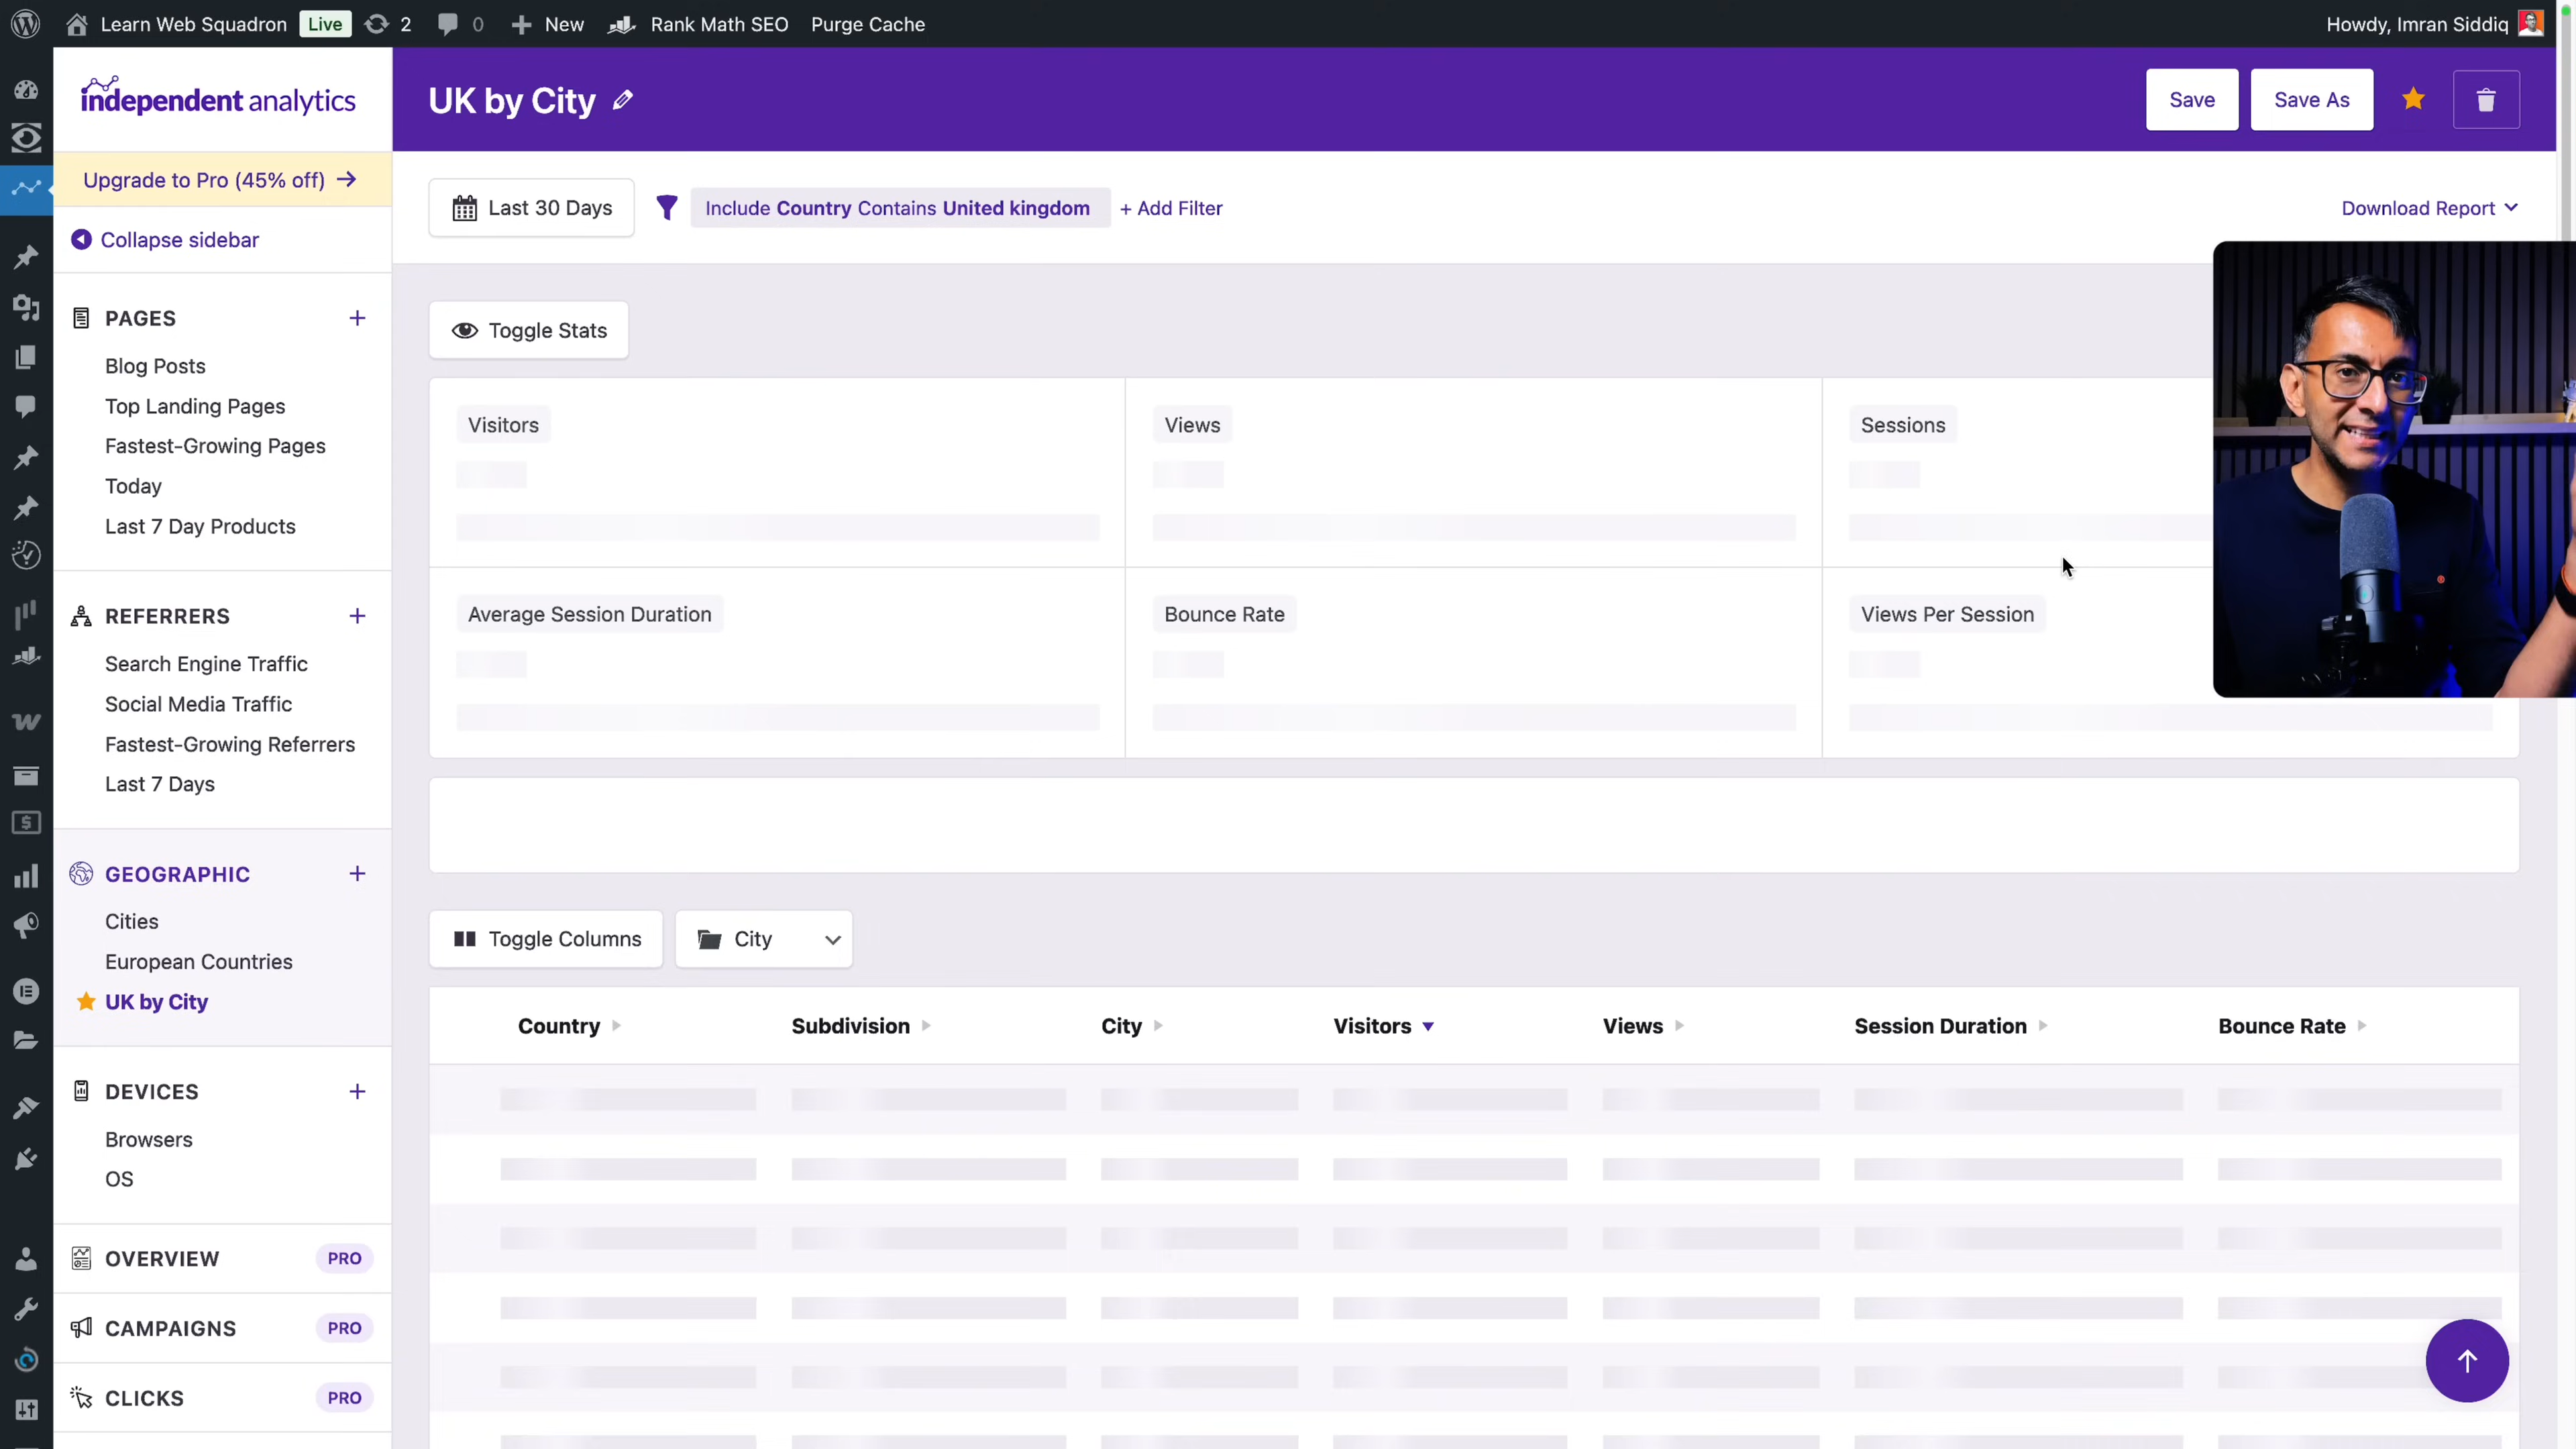 Learn Web Squadron Live 2 0 New Rank Math SEO Purge Cache Howdy, Imran Siddiq
independent analytics
Upgrade to Pro (45% off) →
Collapse sidebar
PAGES +
Blog Posts
Top Landing Pages
Fastest-Growing Pages
Today
Last 7 Day Products
REFERRERS +
Search Engine Traffic
Social Media Traffic
Fastest-Growing Referrers
Last 7 Days
GEOGRAPHIC +
Cities
European Countries
UK by City
DEVICES +
Browsers
OS
OVERVIEW PRO
CAMPAIGNS PRO
CLICKS PRO
UK by City
Save Save As
Last 30 Days Include Country Contains United kingdom + Add Filter Download Report
Toggle Stats
Visitors Views Sessions
Average Session Duration Bounce Rate Views Per Session
Toggle Columns City
Country Subdivision City Visitors Views Session Duration Bounce Rate